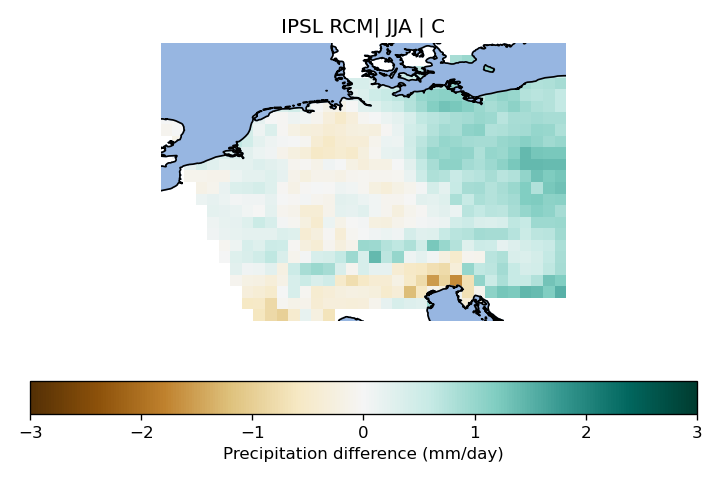 IPSL RCM| JJA | C
−3 −2 −1 0 1 2 3
Precipitation difference (mm/day)